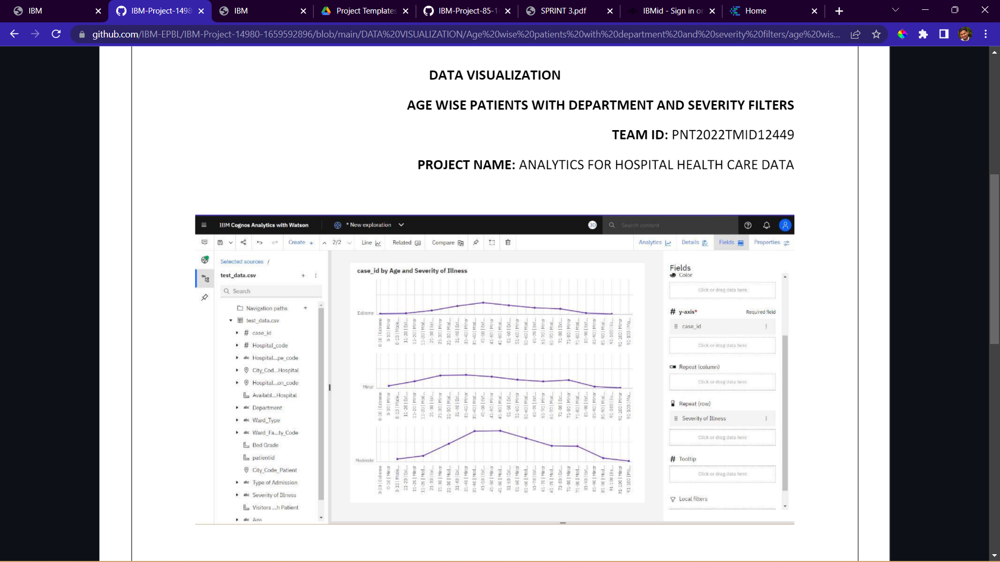 IBM
IBM-Project-1498
IBM
Project Templates
IBM-Project-85-1
SPRINT 3.pdf
IBMid - Sign in or
Home
github.com/IBM-EPBL/IBM-Project-14980-1659592896/blob/main/DATA%20VISUALIZATION/Age%20wise%20patients%20with%20department%20and%20severity%20filters/age%20wis...
DATA VISUALIZATION
AGE WISE PATIENTS WITH DEPARTMENT AND SEVERITY FILTERS
TEAM ID: PNT2022TMID12449
PROJECT NAME: ANALYTICS FOR HOSPITAL HEALTH CARE DATA
IBM Cognos Analytics with Watson
* New exploration
30
Search content
Create +
2/2
Line
Related
Compare
Analytics
Details
Fields
Properties
Selected sources /
test_data.csv
Search
Navigation paths
test_data.csv
case_id
Hospital_code
abc Hospital...pe_code
City_Cod...Hospital
Hospital...on_code
Availabl...Hospital
abc Department
abc Ward_Type
abc Ward_Fa...ty_Code
Bed Grade
patientid
City_Code_Patient
abc Type of Admission
abc Severity of Illness
Visitors ...h Patient
abc Age
case_id by Age and Severity of Illness
Extreme
0-10 | Extreme
0-10 | Minor
0-10 | Mode...
11-20 | Ext...
11-20 | Minor
11-20 | Mod...
21-30 | Ext...
21-30 | Minor
21-30 | Mod...
31-40 | Ext...
31-40 | Minor
31-40 | Mod...
41-50 | Ext...
41-50 | Minor
41-50 | Mod...
51-60 | Ext...
51-60 | Minor
51-60 | Mod...
61-70 | Ext...
61-70 | Minor
61-70 | Mod...
71-80 | Ext...
71-80 | Minor
71-80 | Mod...
81-90 | Ext...
81-90 | Minor
81-90 | Mod...
91-100 | Ex...
91-100 | Minor
91-100 | Mo...
Minor
0-10 | Extreme
0-10 | Minor
0-10 | Mode...
11-20 | Ext...
11-20 | Minor
11-20 | Mod...
21-30 | Ext...
21-30 | Minor
21-30 | Mod...
31-40 | Ext...
31-40 | Minor
31-40 | Mod...
41-50 | Ext...
41-50 | Minor
41-50 | Mod...
51-60 | Ext...
51-60 | Minor
51-60 | Mod...
61-70 | Ext...
61-70 | Minor
61-70 | Mod...
71-80 | Ext...
71-80 | Minor
71-80 | Mod...
81-90 | Ext...
81-90 | Minor
81-90 | Mod...
91-100 | Ex...
91-100 | Minor
91-100 | Mo...
Moderate
0-10 | Extreme
0-10 | Minor
0-10 | Mode...
11-20 | Ext...
11-20 | Minor
11-20 | Mod...
21-30 | Ext...
21-30 | Minor
21-30 | Mod...
31-40 | Ext...
31-40 | Minor
31-40 | Mod...
41-50 | Ext...
41-50 | Minor
41-50 | Mod...
51-60 | Ext...
51-60 | Minor
51-60 | Mod...
61-70 | Ext...
61-70 | Minor
61-70 | Mod...
71-80 | Ext...
71-80 | Minor
71-80 | Mod...
81-90 | Ext...
81-90 | Minor
81-90 | Mod...
91-100 | Ex...
91-100 | Minor
91-100 | Mo...
Fields
Color
Click or drag data here
# y-axis* Required field
case_id
Click or drag data here
Repeat (column)
Click or drag data here
Repeat (row)
Severity of Illness
Click or drag data here
# Tooltip
Click or drag data here
Local filters